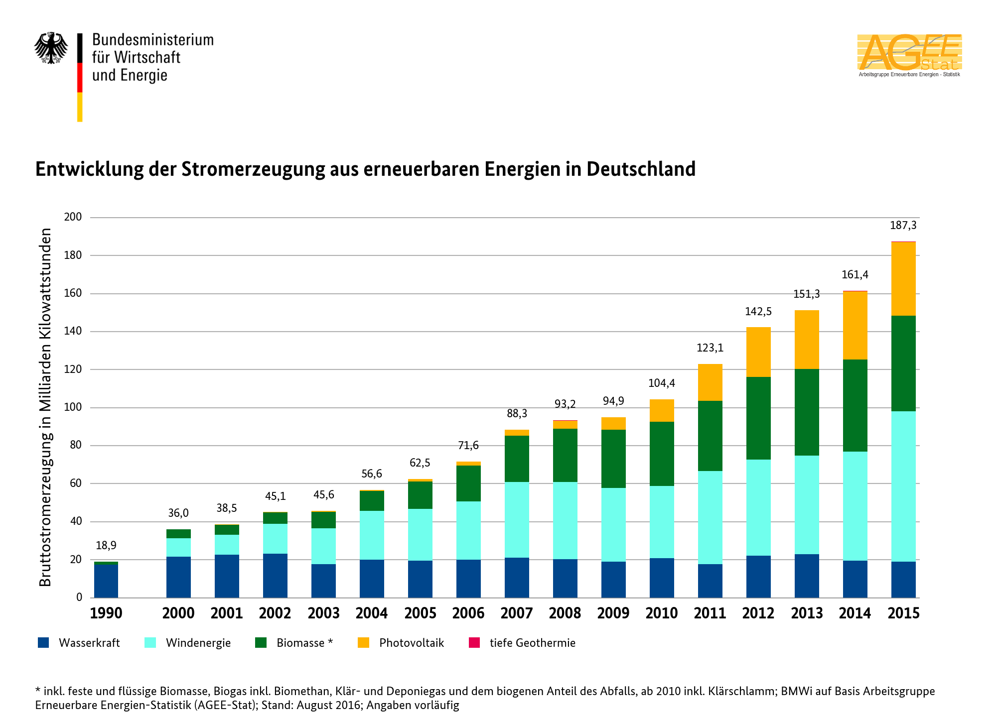 Bundesministerium
für Wirtschaft
und Energie
AGEE
Stat
Arbeitsgruppe Erneuerbare Energien - Statistik
Entwicklung der Stromerzeugung aus erneuerbaren Energien in Deutschland
Bruttostromerzeugung in Milliarden Kilowattstunden
200
180
160
140
120
100
80
60
40
20
0
18,9
36,0
38,5
45,1
45,6
56,6
62,5
71,6
88,3
93,2
94,9
104,4
123,1
142,5
151,3
161,4
187,3
1990 2000 2001 2002 2003 2004 2005 2006 2007 2008 2009 2010 2011 2012 2013 2014 2015
Wasserkraft Windenergie Biomasse * Photovoltaik tiefe Geothermie
* inkl. feste und flüssige Biomasse, Biogas inkl. Biomethan, Klär- und Deponiegas und dem biogenen Anteil des Abfalls, ab 2010 inkl. Klärschlamm; BMWi auf Basis Arbeitsgruppe
Erneuerbare Energien-Statistik (AGEE-Stat); Stand: August 2016; Angaben vorläufig